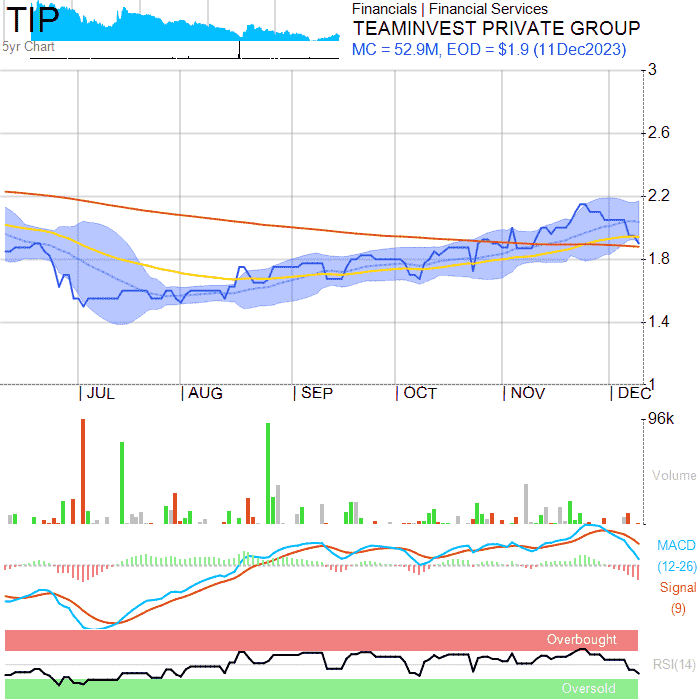 TIP
5yr Chart
Financials | Financial Services
TEAMINVEST PRIVATE GROUP
MC = 52.9M, EOD = $1.9 (11Dec2023)
3
2.6
2.2
1.8
1.4
1
JUL AUG SEP OCT NOV DEC
96k
Volume
MACD
(12-26)
Signal
(9)
Overbought
RSI(14)
Oversold